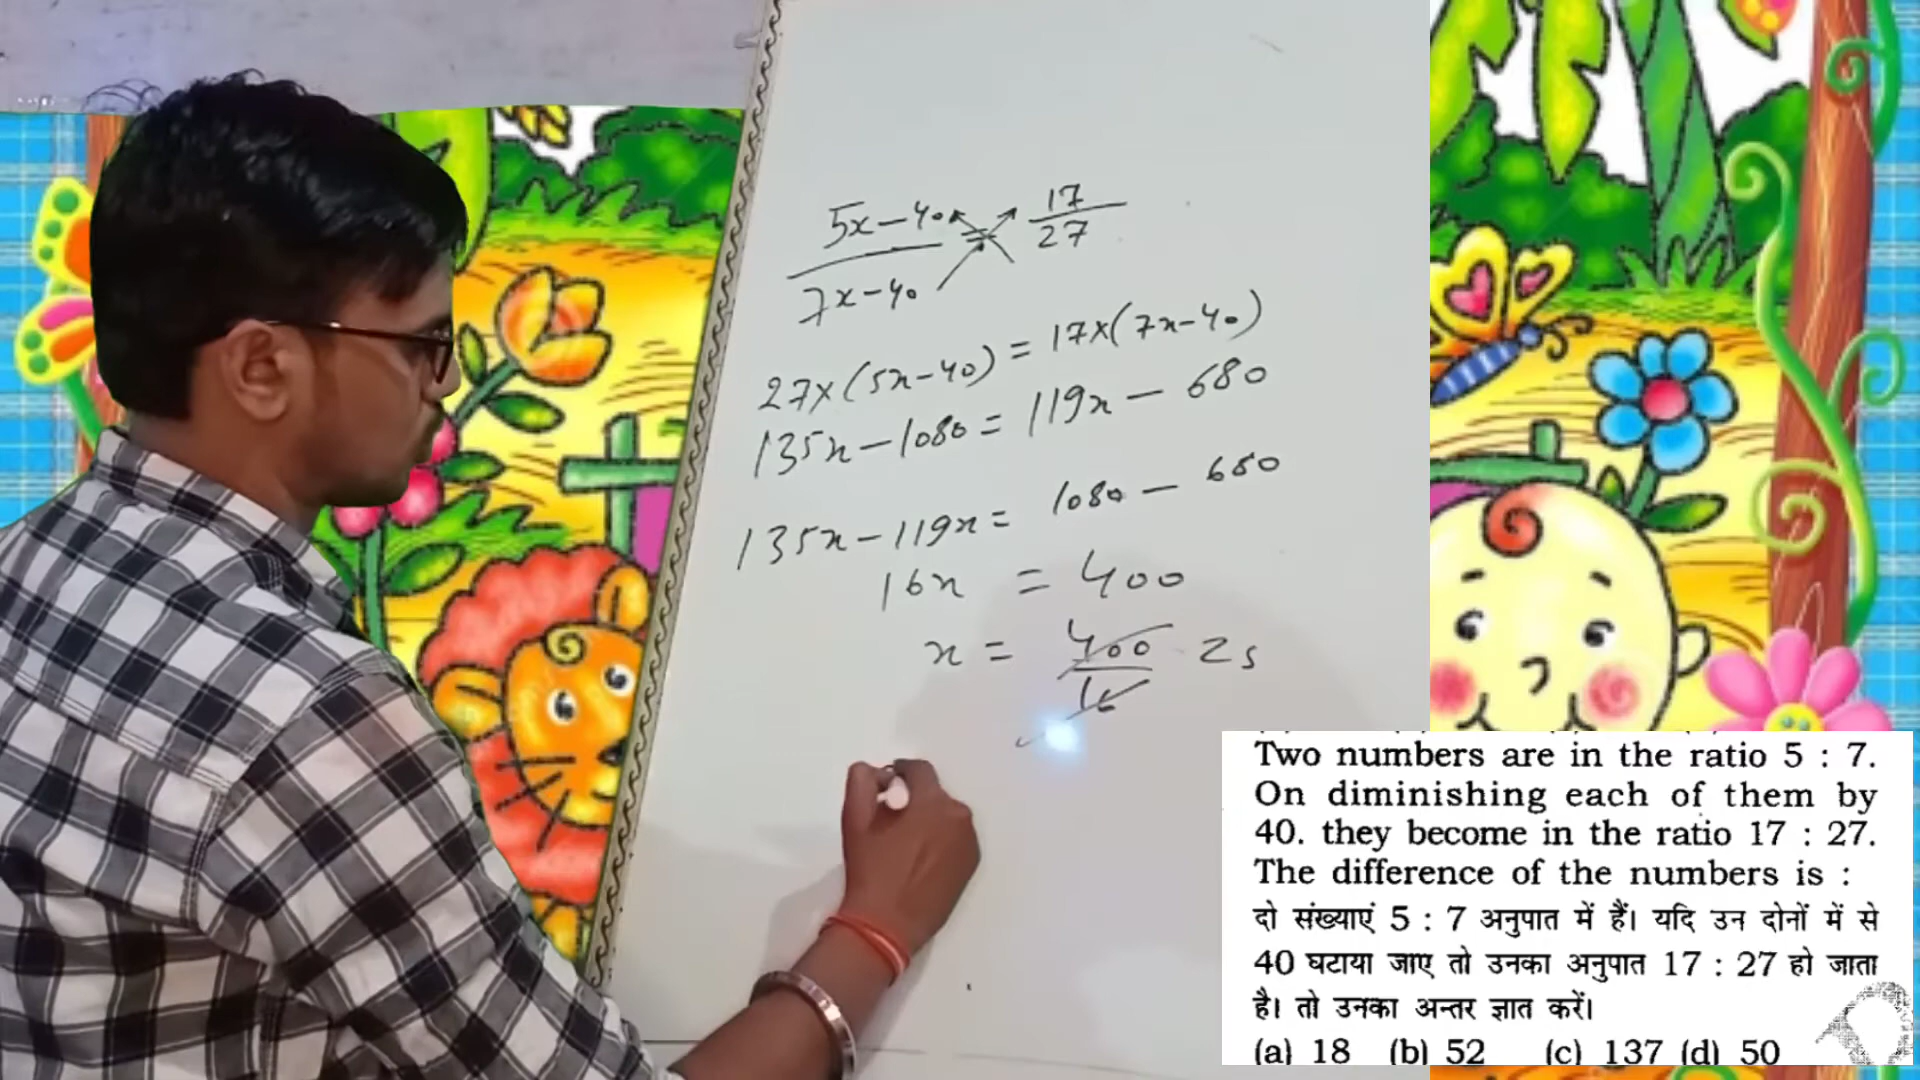 5x-40 = 17
7x-40 27
27×(5x-40) = 17×(7x-40)
135x-1080 = 119x - 680
135x-119x = 1080 - 680
16x = 400
x = 400 25
16
Two numbers are in the ratio 5 : 7.
On diminishing each of them by
40. they become in the ratio 17 : 27.
The difference of the numbers is :
दो संख्याएं 5 : 7 अनुपात में हैं। यदि उन दोनों में से
40 घटाया जाए तो उनका अनुपात 17 : 27 हो जाता
है। तो उनका अन्तर ज्ञात करें।
(a) 18 (b) 52 (c) 137 (d) 50